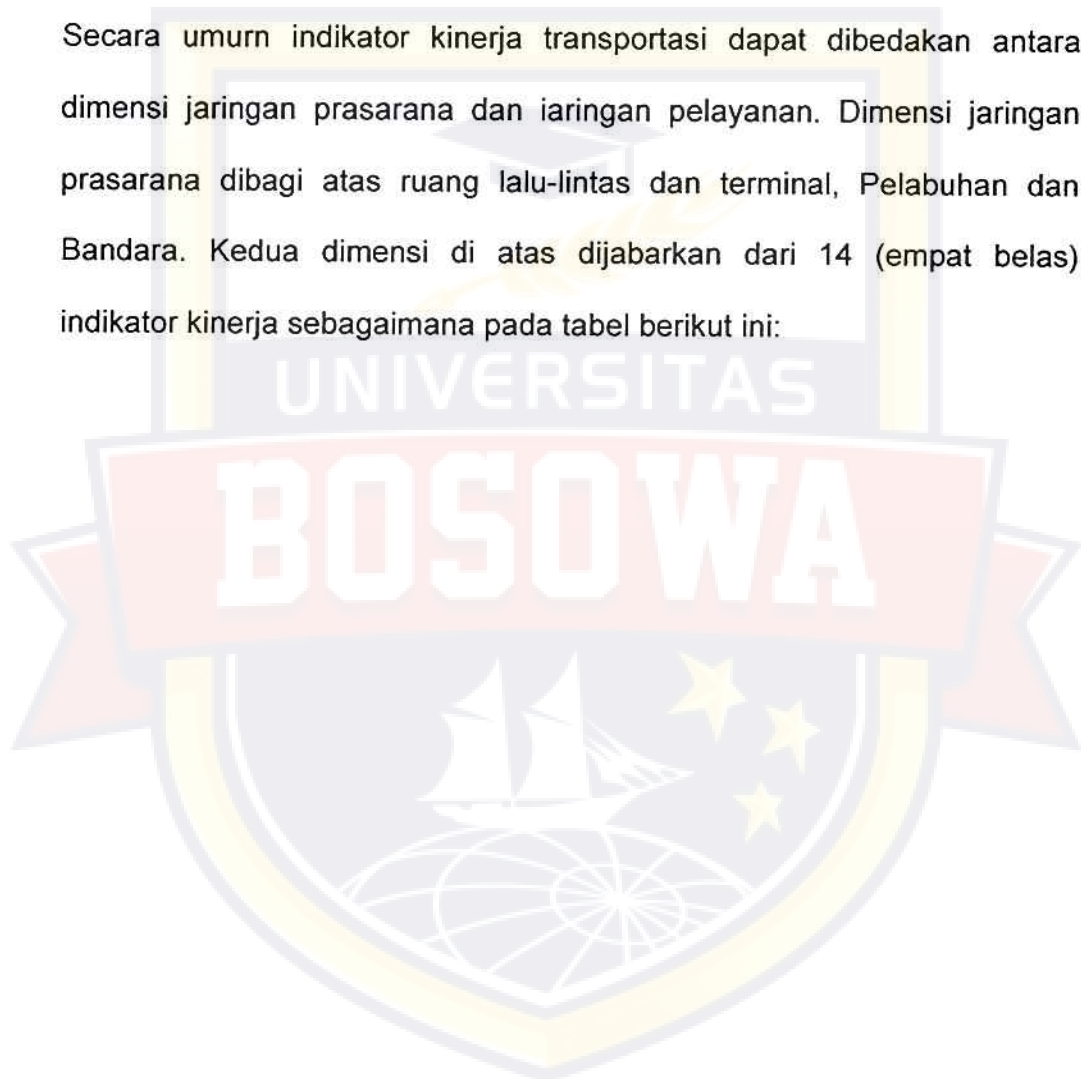 Secara umurn indikator kinerja transportasi dapat dibedakan antara
dimensi jaringan prasarana dan iaringan pelayanan. Dimensi jaringan
prasarana dibagi atas ruang lalu-lintas dan terminal, Pelabuhan dan
Bandara. Kedua dimensi di atas dijabarkan dari 14 (empat belas)
indikator kinerja sebagaimana pada tabel berikut ini:
UNIVERSITAS
BOSOWA